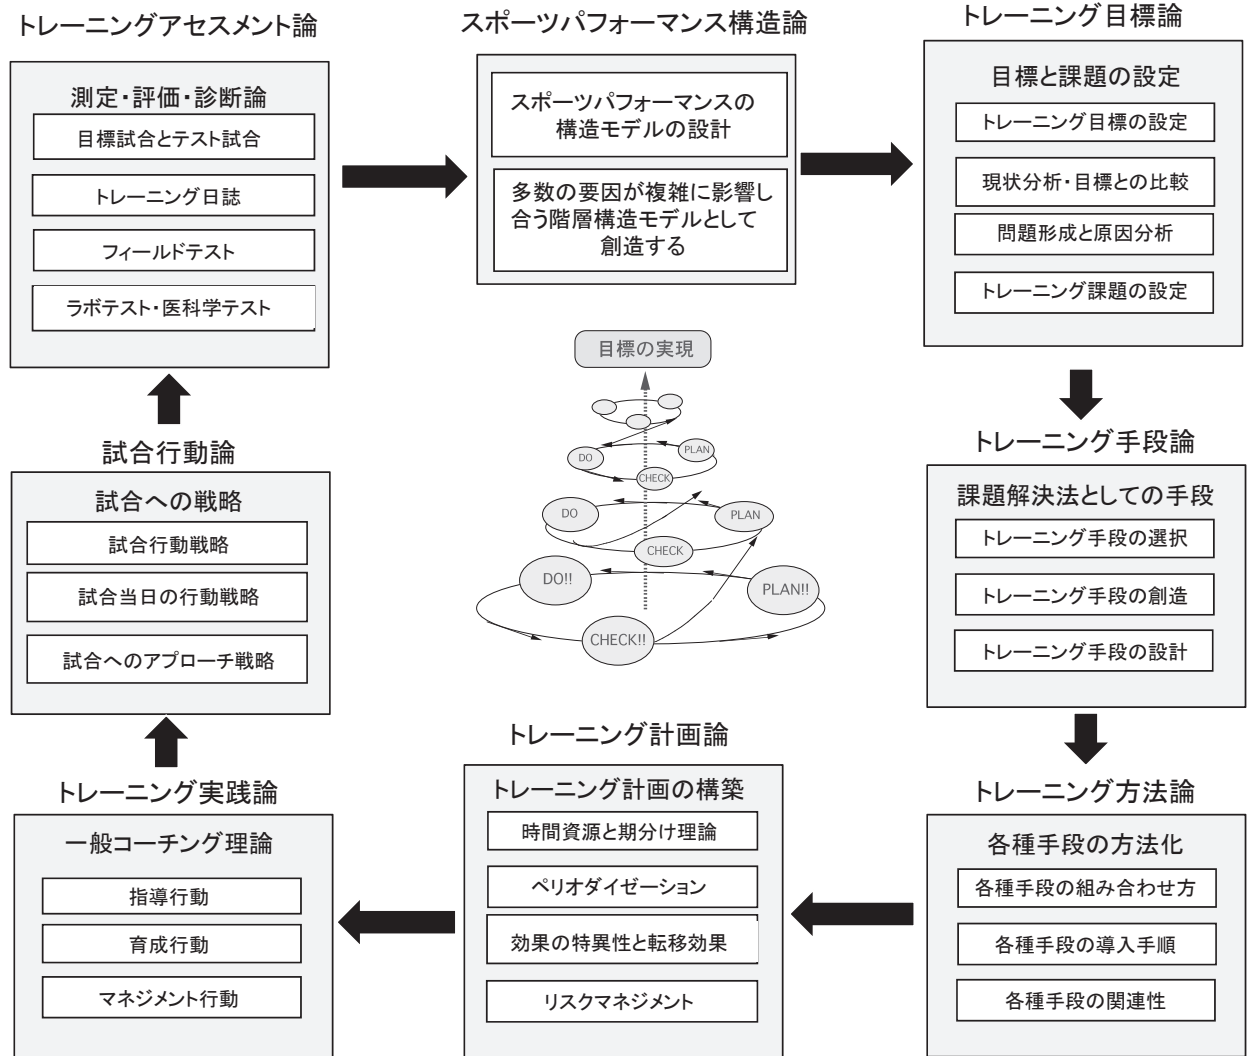 トレーニングアセスメント論
測定・評価・診断論
目標試合とテスト試合
トレーニング日誌
フィールドテスト
ラボテスト・医科学テスト
スポーツパフォーマンス構造論
スポーツパフォーマンスの
構造モデルの設計
多数の要因が複雑に影響し
合う階層構造モデルとして
創造する
トレーニング目標論
目標と課題の設定
トレーニング目標の設定
現状分析・目標との比較
問題形成と原因分析
トレーニング課題の設定
目標の実現
DO
PLAN
CHECK
DO
PLAN
CHECK
DO!!
PLAN!!
CHECK!!
試合行動論
試合への戦略
試合行動戦略
試合当日の行動戦略
試合へのアプローチ戦略
トレーニング手段論
課題解決法としての手段
トレーニング手段の選択
トレーニング手段の創造
トレーニング手段の設計
トレーニング実践論
一般コーチング理論
指導行動
育成行動
マネジメント行動
トレーニング計画論
トレーニング計画の構築
時間資源と期分け理論
ペリオダイゼーション
効果の特異性と転移効果
リスクマネジメント
トレーニング方法論
各種手段の方法化
各種手段の組み合わせ方
各種手段の導入手順
各種手段の関連性